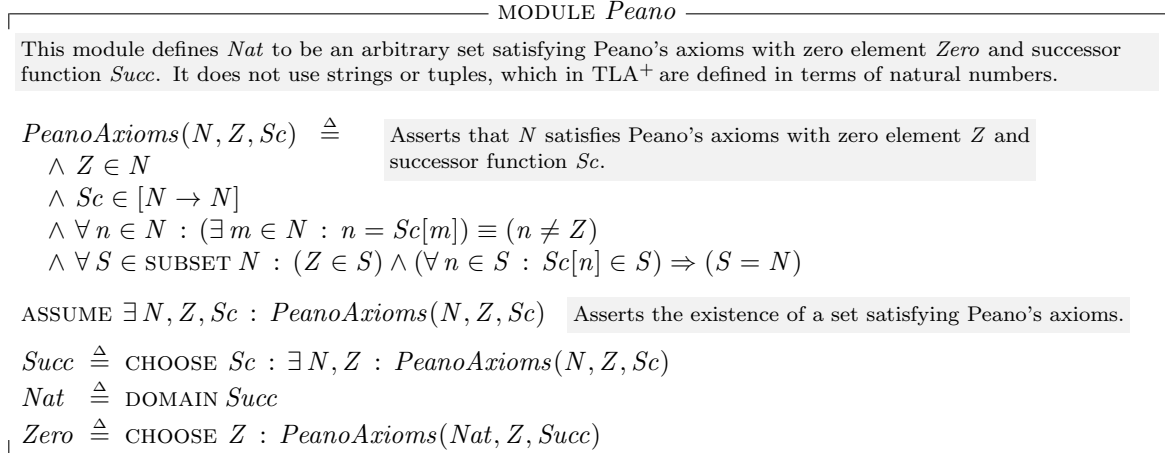 MODULE Peano
This module defines Nat to be an arbitrary set satisfying Peano's axioms with zero element Zero and successor
function Succ. It does not use strings or tuples, which in TLA⁺ are defined in terms of natural numbers.
PeanoAxioms(N, Z, Sc) ≜ Asserts that N satisfies Peano's axioms with zero element Z and
successor function Sc.
∧ Z ∈ N
∧ Sc ∈ [N → N]
∧ ∀ n ∈ N : (∃ m ∈ N : n = Sc[m]) ≡ (n ≠ Z)
∧ ∀ S ∈ SUBSET N : (Z ∈ S) ∧ (∀ n ∈ S : Sc[n] ∈ S) ⇒ (S = N)
ASSUME ∃ N, Z, Sc : PeanoAxioms(N, Z, Sc) Asserts the existence of a set satisfying Peano's axioms.
Succ ≜ CHOOSE Sc : ∃ N, Z : PeanoAxioms(N, Z, Sc)
Nat ≜ DOMAIN Succ
Zero ≜ CHOOSE Z : PeanoAxioms(Nat, Z, Succ)